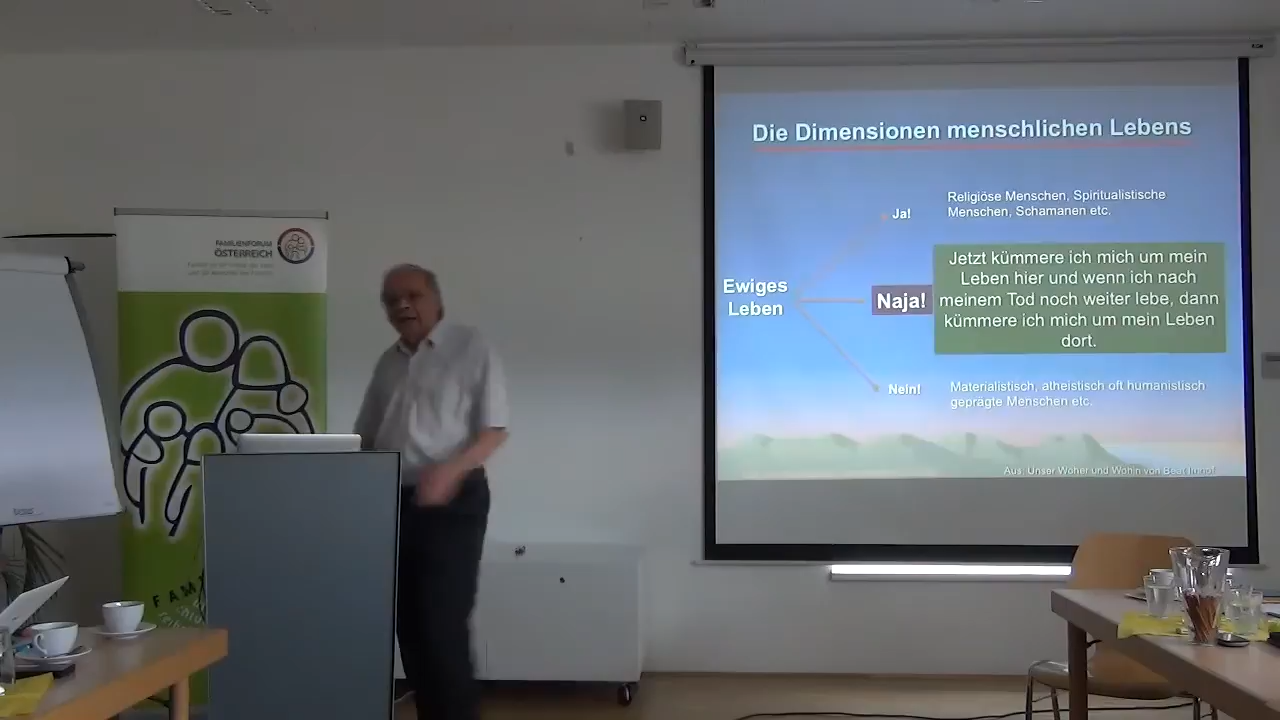 Die Dimensionen menschlichen Lebens
Ja!
Religiöse Menschen, Spiritualistische
Menschen, Schamanen etc.
Ewiges
Leben
Naja!
Jetzt kümmere ich mich um mein
Leben hier und wenn ich nach
meinem Tod noch weiter lebe, dann
kümmere ich mich um mein Leben
dort.
Nein!
Materialistisch, atheistisch oft humanistisch
geprägte Menschen etc.
Aus: Unser Woher und Wohin von Beat Imhof
FAMILIENFORUM
ÖSTERREICH